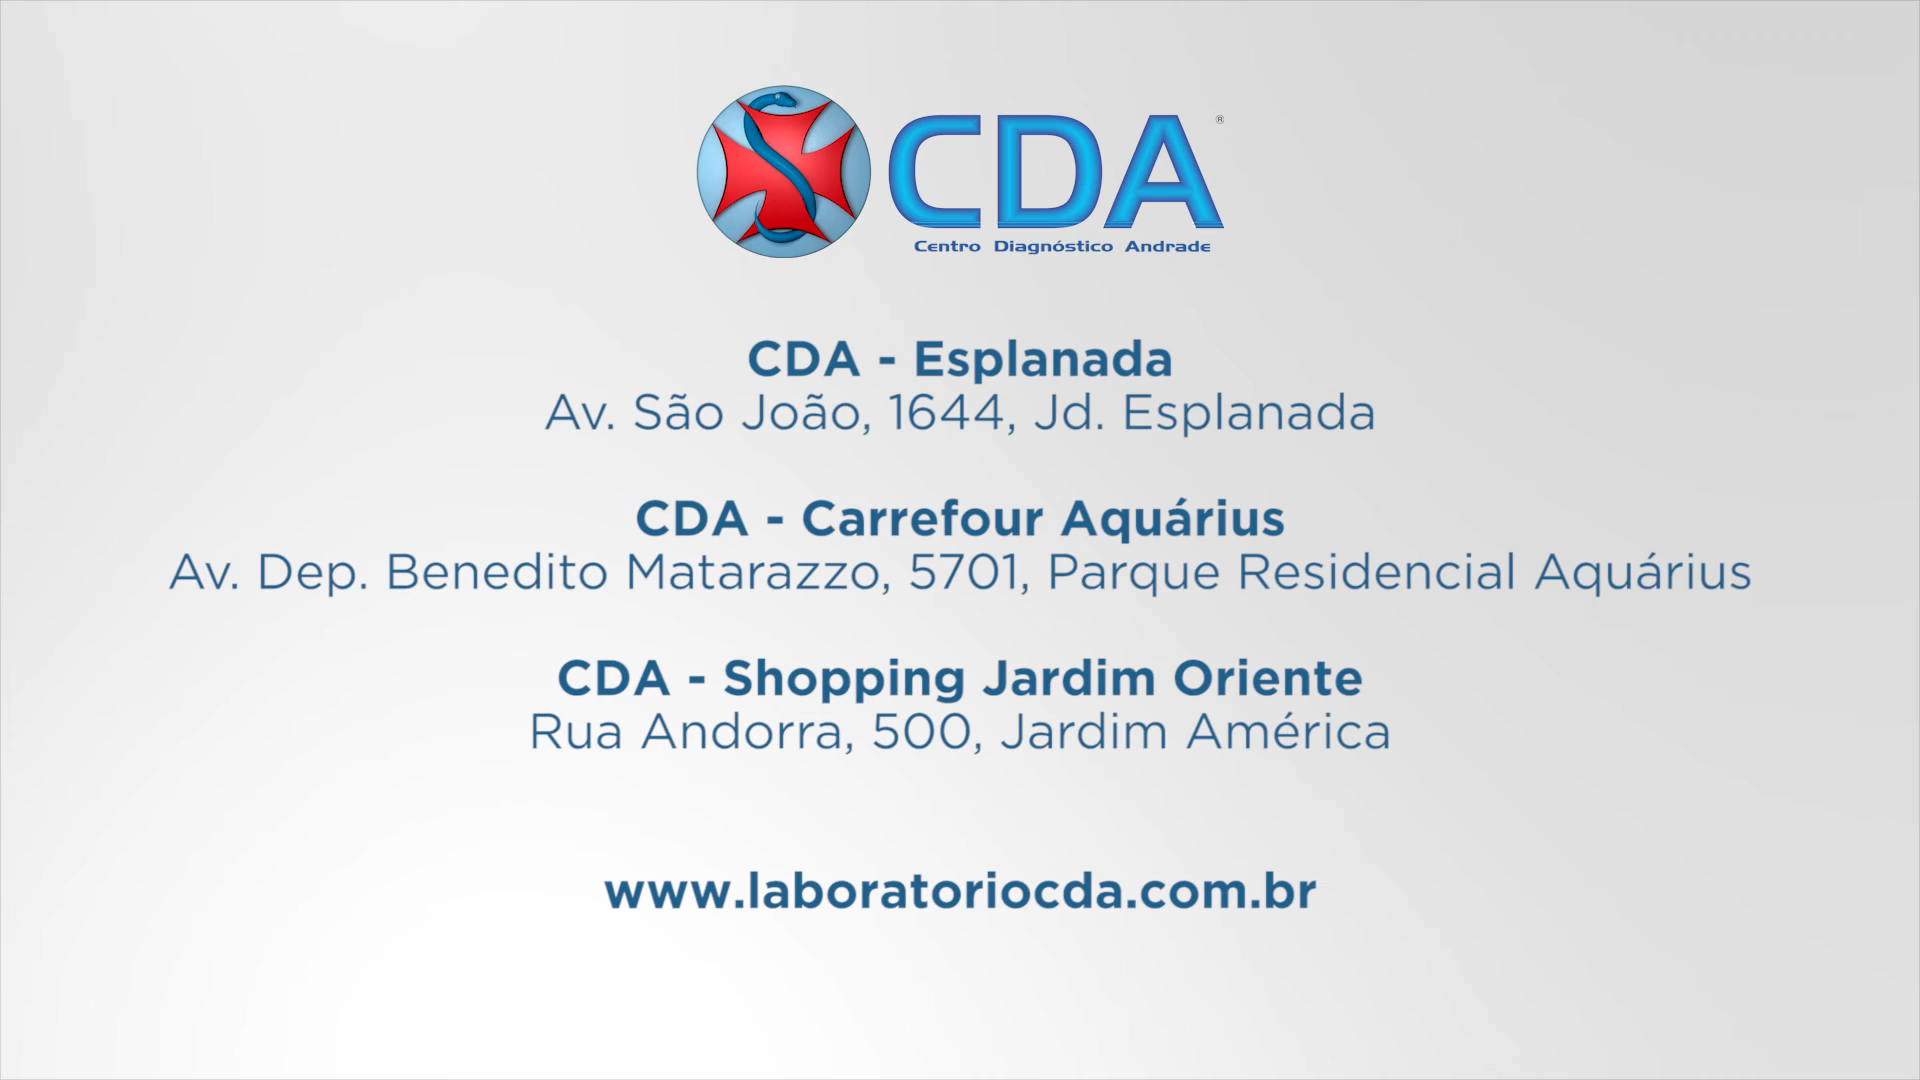 CDA®
Centro Diagnóstico Andrade
CDA - Esplanada
Av. São João, 1644, Jd. Esplanada
CDA - Carrefour Aquárius
Av. Dep. Benedito Matarazzo, 5701, Parque Residencial Aquárius
CDA - Shopping Jardim Oriente
Rua Andorra, 500, Jardim América
www.laboratoriocda.com.br